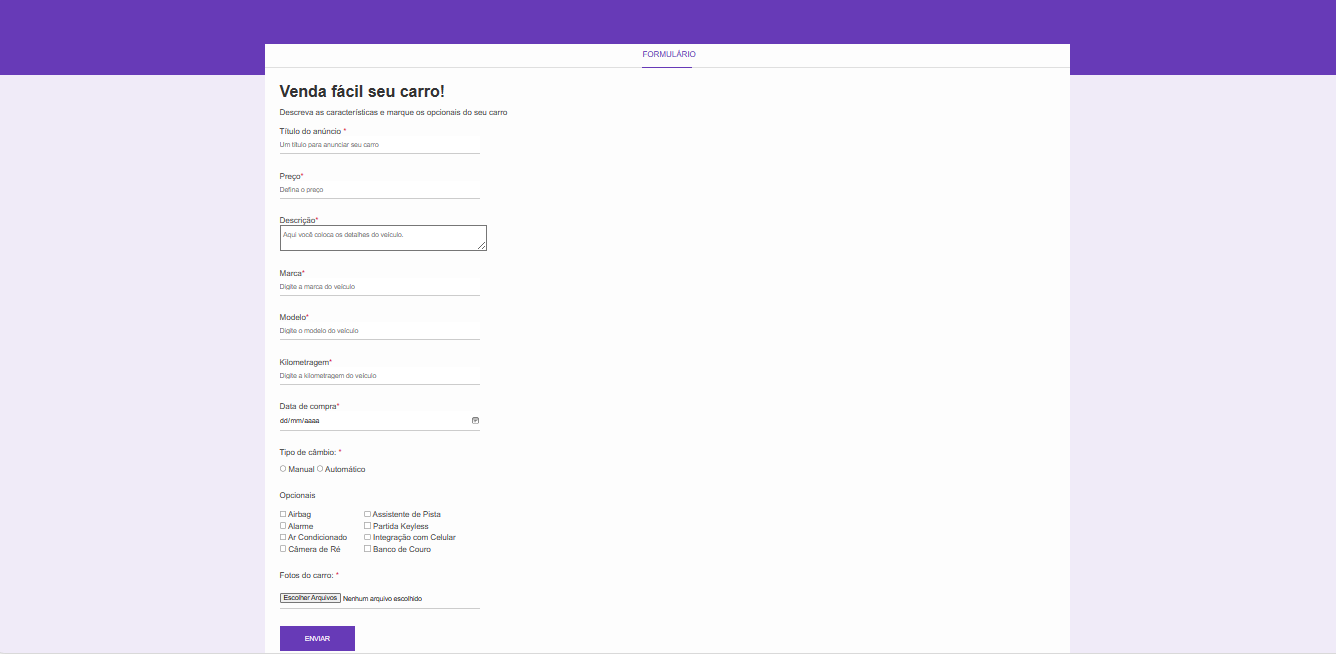 FORMULÁRIO
Venda fácil seu carro!
Descreva as características e marque os opcionais do seu carro
Título do anúncio *
Um título para anunciar seu carro
Preço*
Defina o preço
Descrição*
Aqui você coloca os detalhes do veículo.
Marca*
Digite a marca do veículo
Modelo*
Digite o modelo do veículo
Kilometragem*
Digite a kilometragem do veículo
Data de compra*
dd/mm/aaaa
Tipo de câmbio: *
Manual Automático
Opcionais
Airbag Assistente de Pista
Alarme Partida Keyless
Ar Condicionado Integração com Celular
Câmera de Ré Banco de Couro
Fotos do carro: *
Escolher Arquivos Nenhum arquivo escolhido
ENVIAR